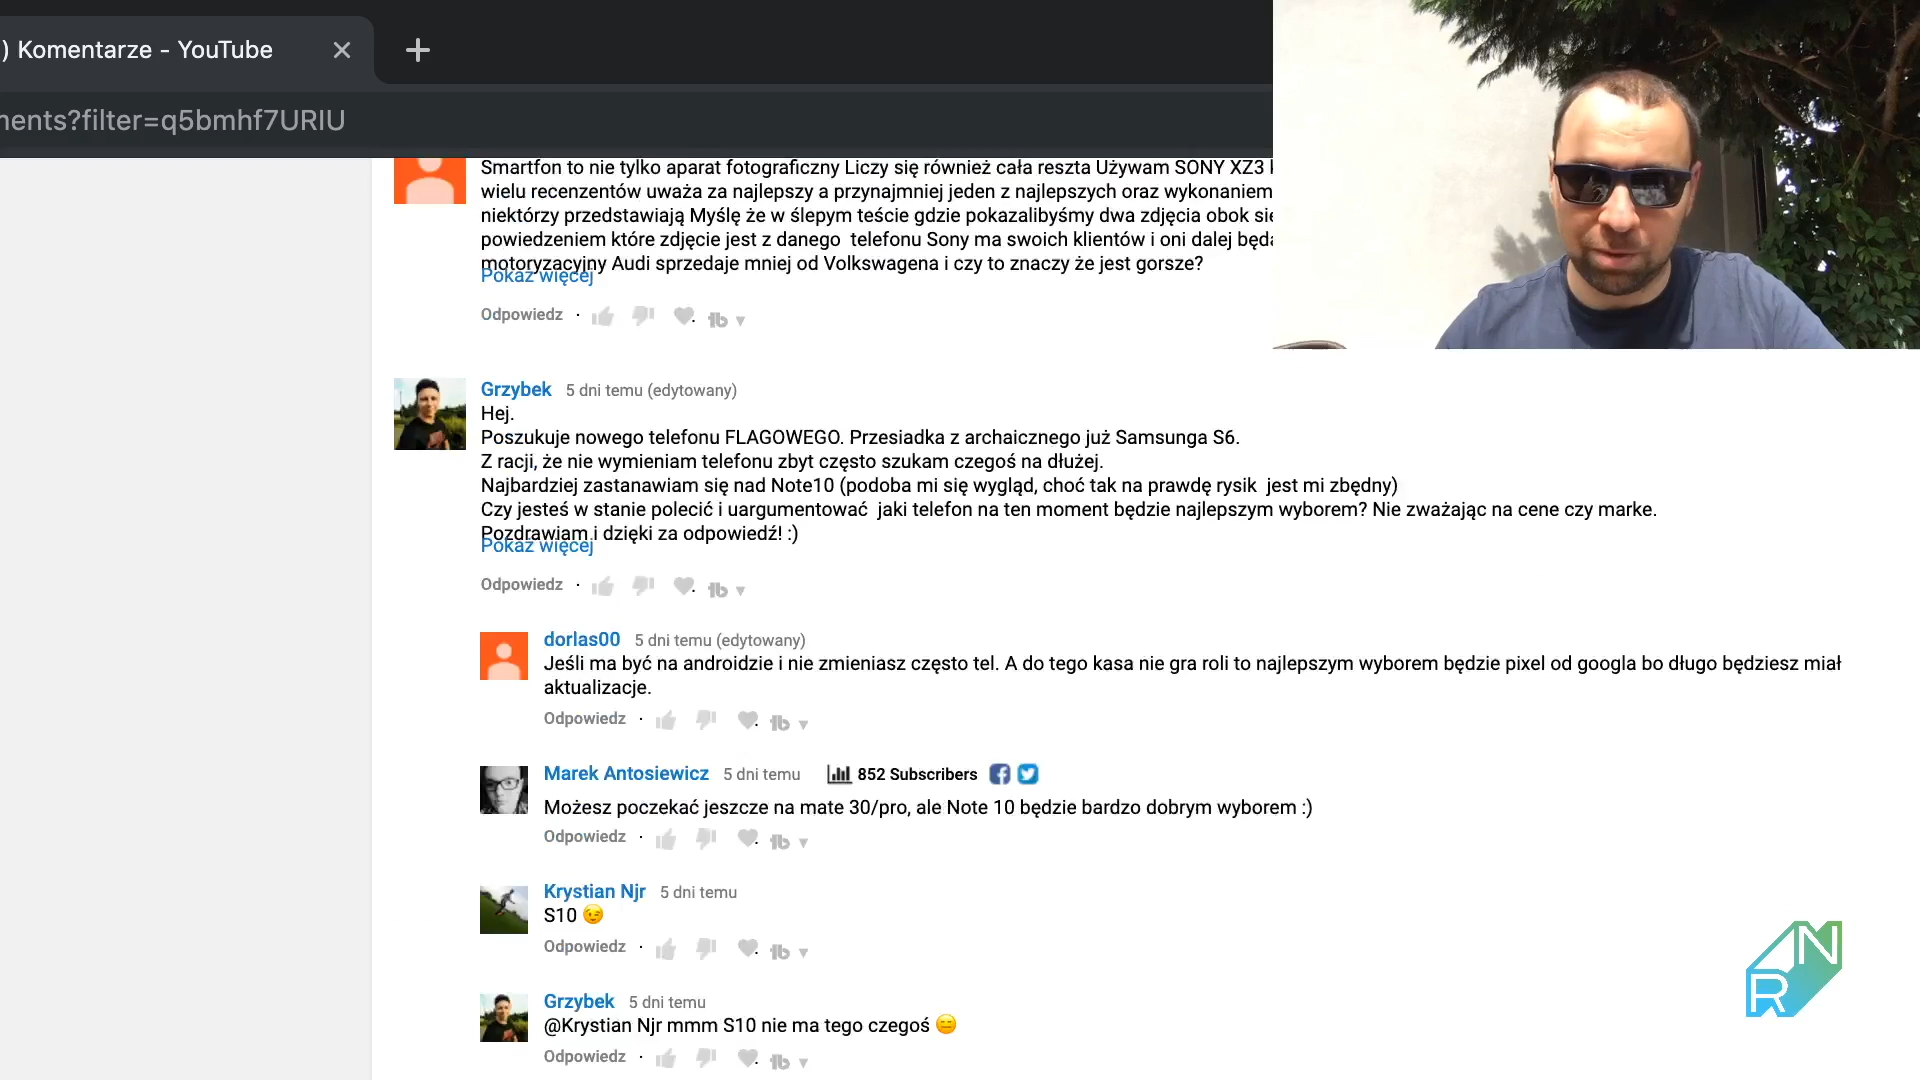 ) Komentarze - YouTube
ments?filter=q5bmhf7URIU
Smartfon to nie tylko aparat fotograficzny Liczy się również cała reszta Używam SONY XZ3
wielu recenzentów uważa za najlepszy a przynajmniej jeden z najlepszych oraz wykonaniem
niektórzy przedstawiają Myślę że w ślepym teście gdzie pokazalibyśmy dwa zdjęcia obok
powiedzeniem które zdjęcie jest z danego telefonu Sony ma swoich klientów i oni dalej
motoryzacyjny Audi sprzedaje mniej od Volkswagena i czy to znaczy że jest gorsze?
Pokaż więcej
Odpowiedz ·
Grzybek 5 dni temu (edytowany)
Hej.
Poszukuje nowego telefonu FLAGOWEGO. Przesiadka z archaicznego już Samsunga S6.
Z racji, że nie wymieniam telefonu zbyt często szukam czegoś na dłużej.
Najbardziej zastanawiam się nad Note10 (podoba mi się wygląd, choć tak na prawdę rysik jest mi zbędny)
Czy jesteś w stanie polecić i uargumentować jaki telefon na ten moment będzie najlepszym wyborem? Nie zważając na cene czy marke.
Pozdrawiam i dzięki za odpowiedź! :)
Pokaż więcej
Odpowiedz ·
dorlas00 5 dni temu (edytowany)
Jeśli ma być na androidzie i nie zmieniasz często tel. A do tego kasa nie gra roli to najlepszym wyborem będzie pixel od googla bo długo będziesz miał
aktualizacje.
Odpowiedz ·
Marek Antosiewicz 5 dni temu 852 Subscribers
Możesz poczekać jeszcze na mate 30/pro, ale Note 10 będzie bardzo dobrym wyborem :)
Odpowiedz ·
Krystian Njr 5 dni temu
S10 😉
Odpowiedz ·
Grzybek 5 dni temu
@Krystian Njr mmm S10 nie ma tego czegoś 😑
Odpowiedz ·
R N